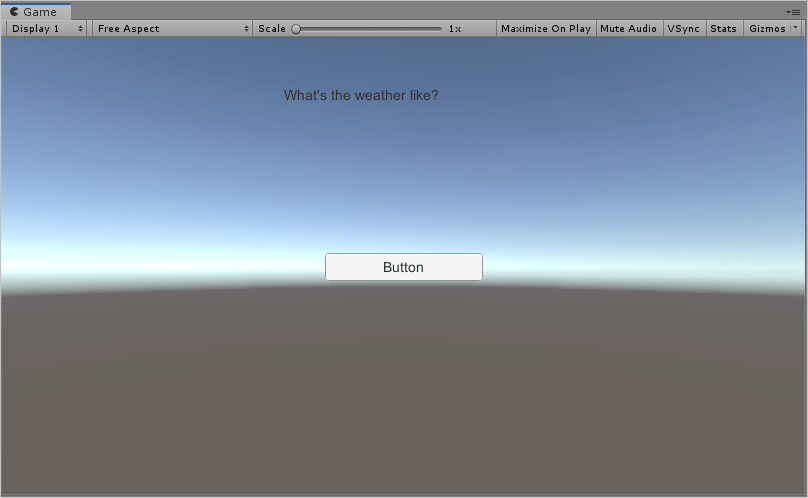 Game
Display 1 Free Aspect Scale 1x Maximize On Play Mute Audio VSync Stats Gizmos
What's the weather like?
Button